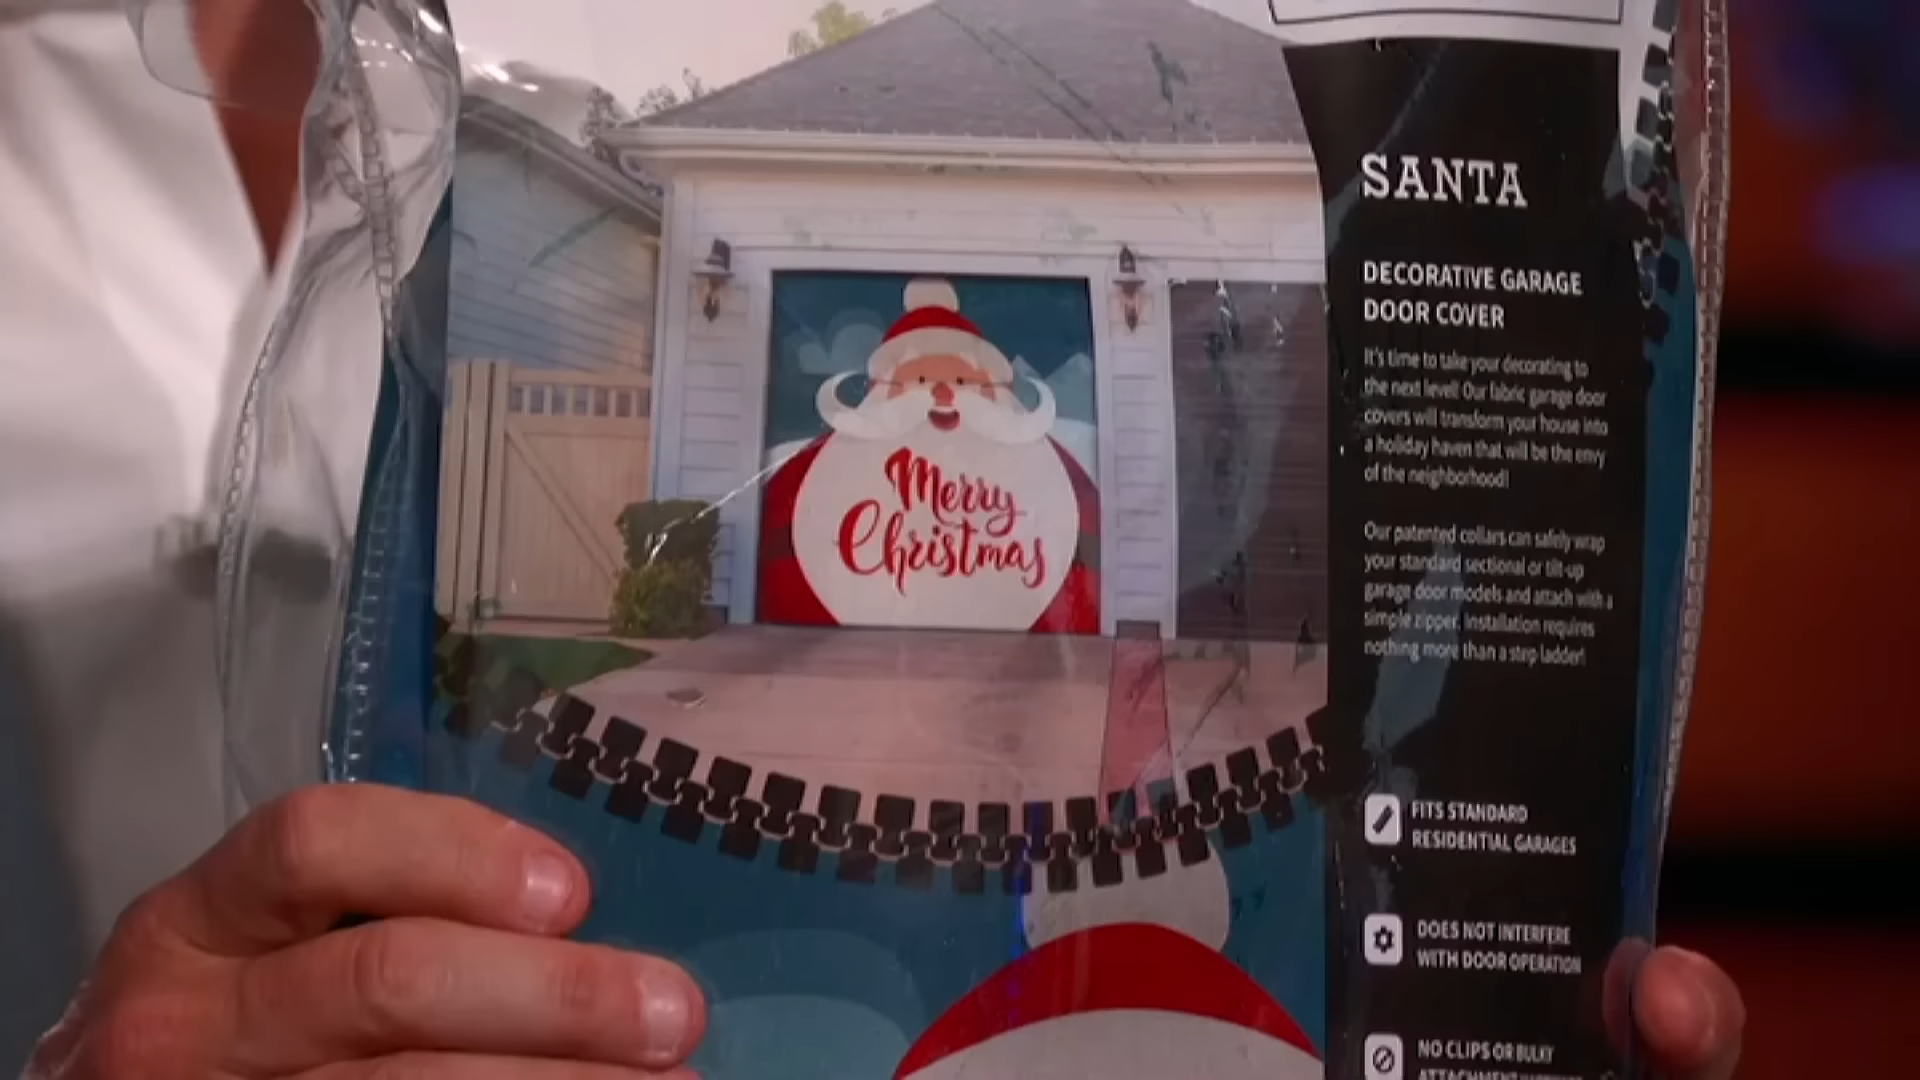 Merry
Christmas
SANTA
DECORATIVE GARAGE
DOOR COVER
It's time to take your decorating to
the next level! Our fabric garage door
covers will transform your house into
a holiday haven that will be the envy
of the neighborhood!
Our patented collars can safely wrap
your standard sectional or tilt-up
garage door models and attach with a
simple zipper. Installation requires
nothing more than a step ladder!
FITS STANDARD
RESIDENTIAL GARAGES
DOES NOT INTERFERE
WITH DOOR OPERATION
NO CLIPS OR BULKY
ATTACHMENT